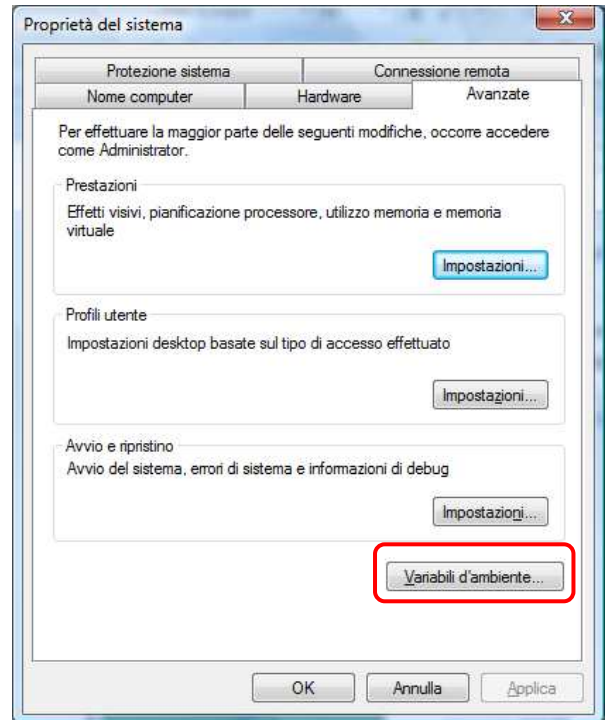 Proprietà del sistema
Protezione sistema
Connessione remota
Nome computer
Hardware
Avanzate
Per effettuare la maggior parte delle seguenti modifiche, occorre accedere
come Administrator.
Prestazioni
Effetti visivi, pianificazione processore, utilizzo memoria e memoria
virtuale
Impostazioni...
Profili utente
Impostazioni desktop basate sul tipo di accesso effettuato
Impostazioni...
Avvio e ripristino
Avvio del sistema, errori di sistema e informazioni di debug
Impostazioni...
Variabili d'ambiente...
OK
Annulla
Applica